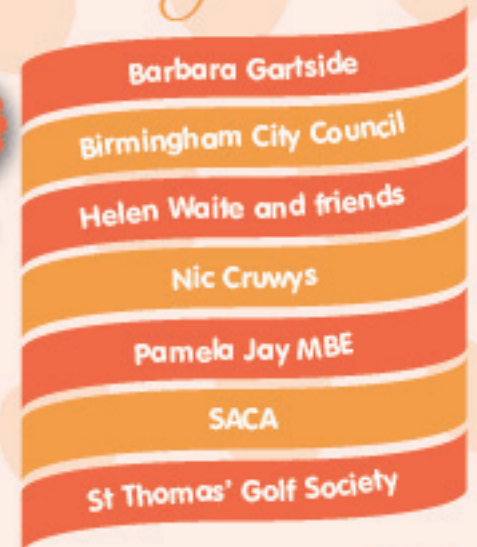 Barbara Gartside
Birmingham City Council
Helen Waite and friends
Nic Cruwys
Pamela Jay MBE
SACA
St Thomas' Golf Society